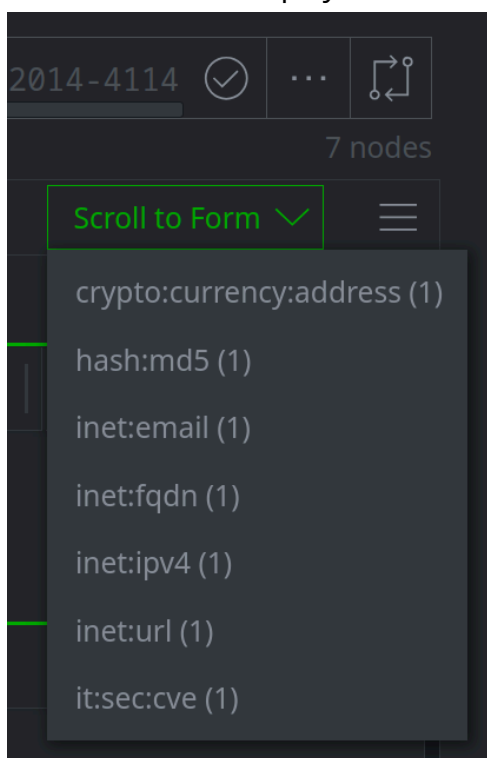 2014-4114
7 nodes
Scroll to Form
crypto:currency:address (1)
hash:md5 (1)
inet:email (1)
inet:fqdn (1)
inet:ipv4 (1)
inet:url (1)
it:sec:cve (1)